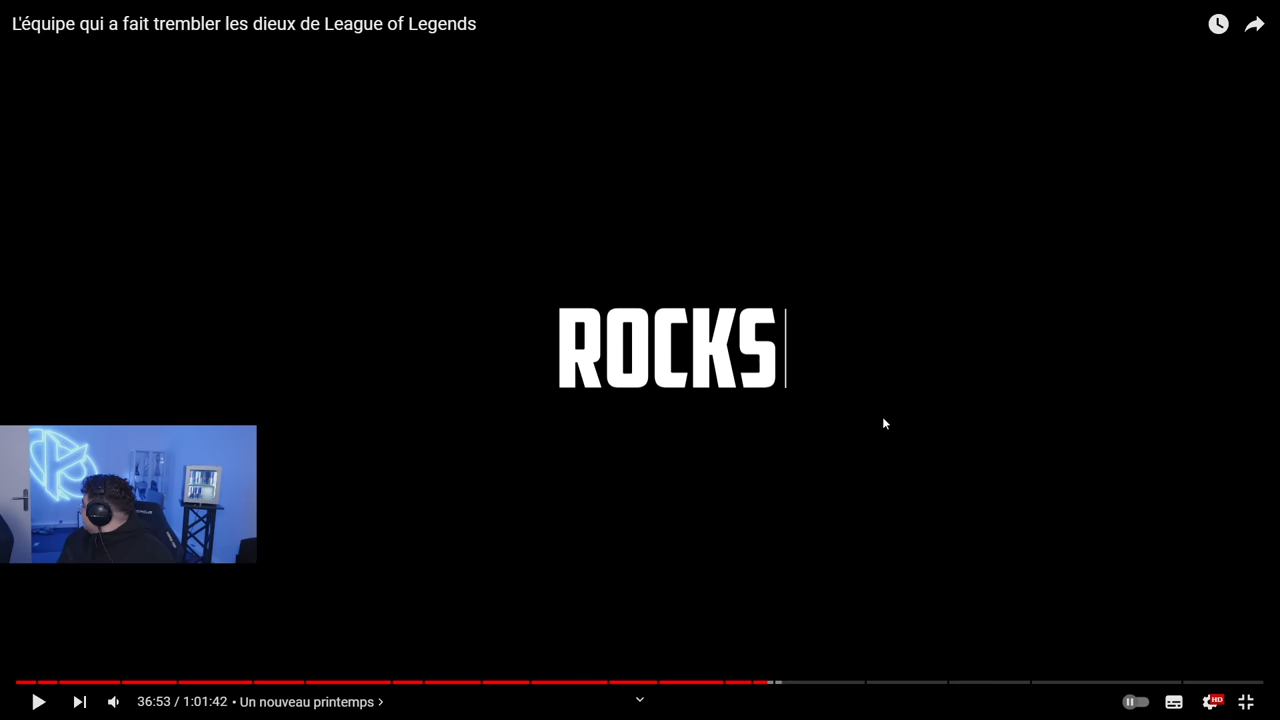 L'équipe qui a fait trembler les dieux de League of Legends
ROCKS
36:53 / 1:01:42 • Un nouveau printemps >
HD